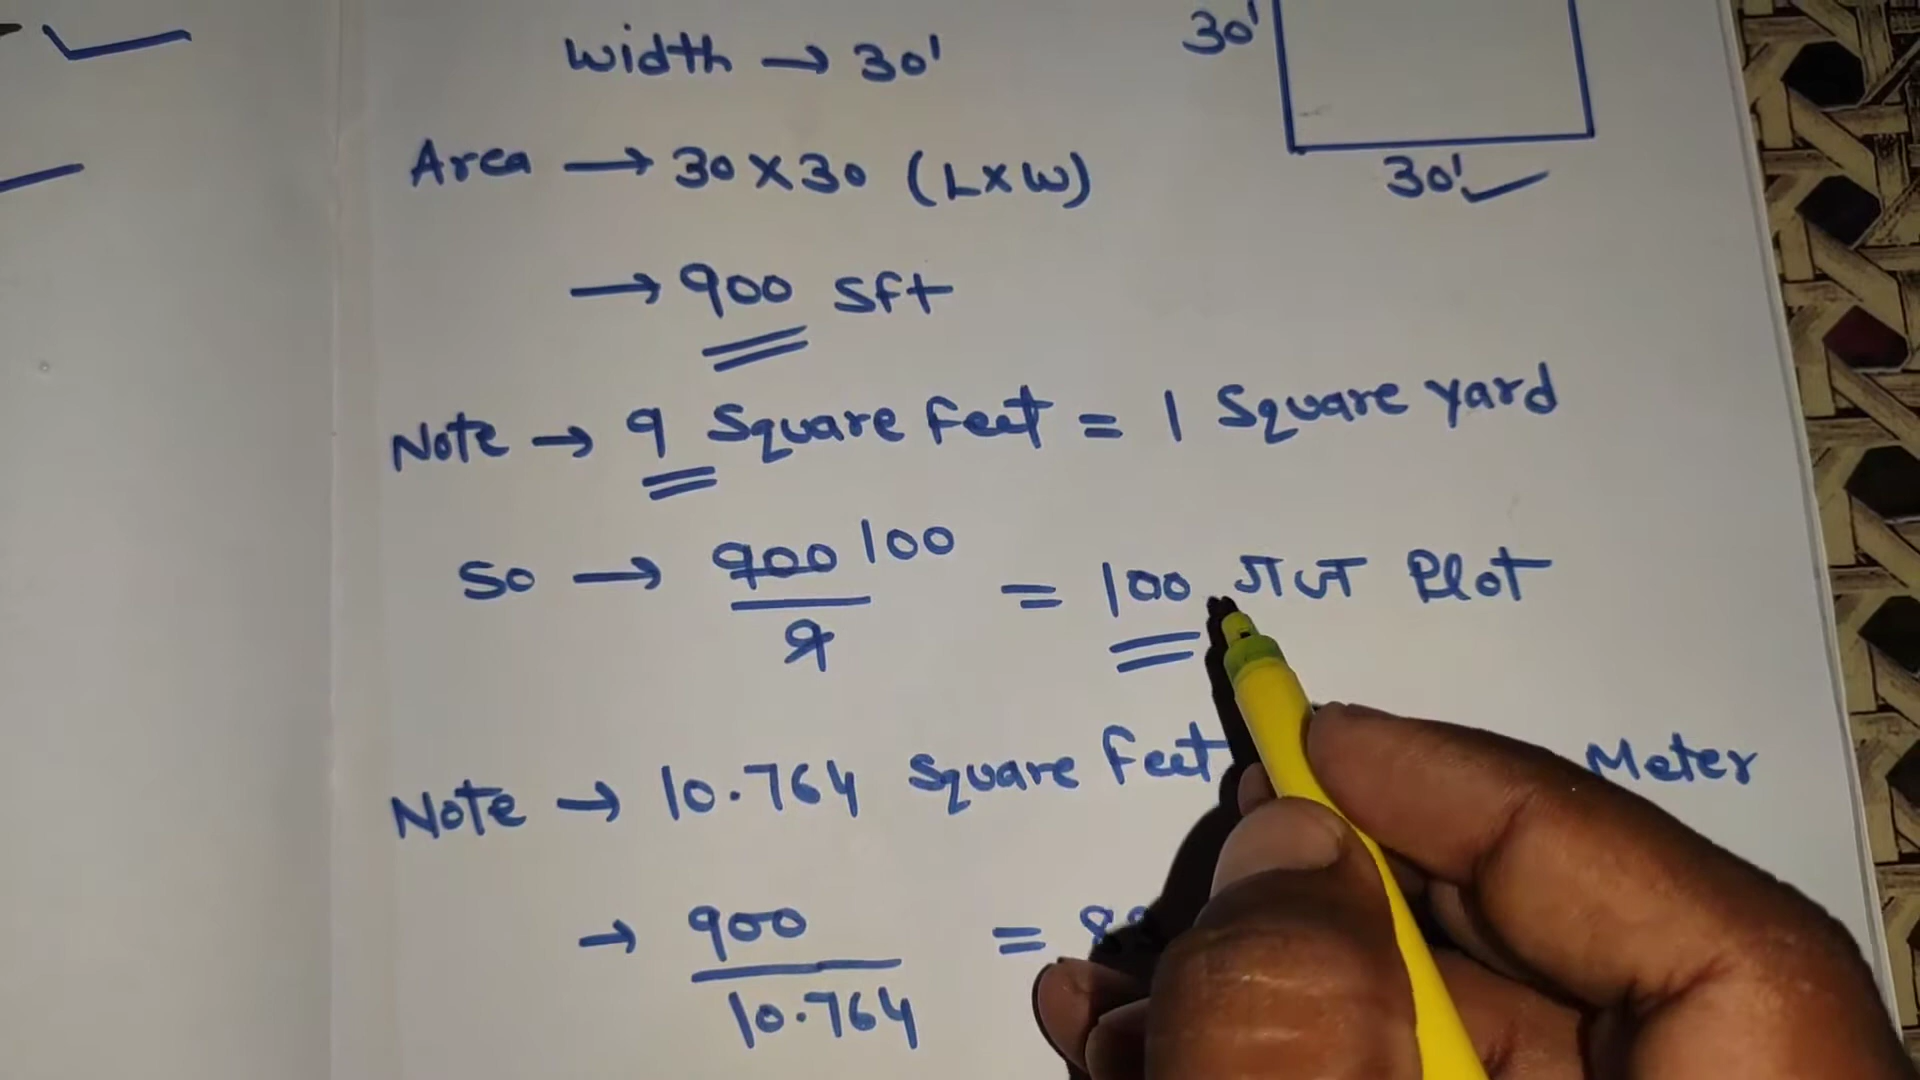 Width → 30'
30'
Area → 30 × 30 (L×W)
30'
→ 900 Sft
Note → 9 Square Feet = 1 Square Yard
So → 900 100 / 9 = 100 गज Plot
Note → 10.764 Square Feet Meter
→ 900 / 10.764 =